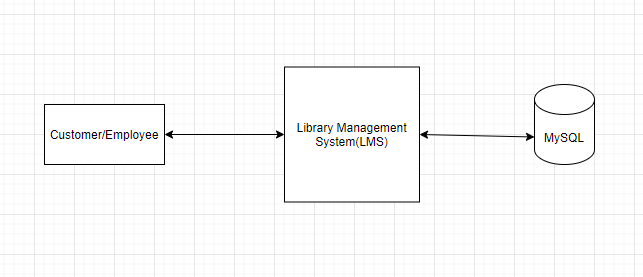 Customer/Employee
Library Management
System(LMS)
MySQL